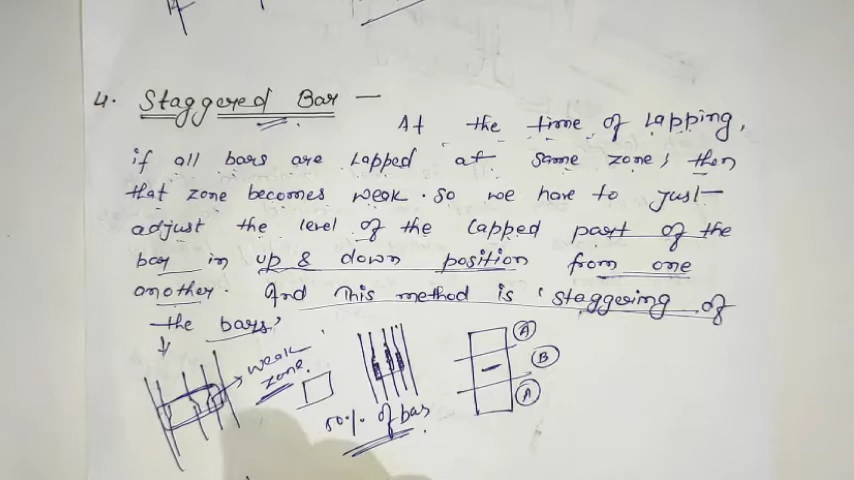 4. Staggered Bar —
At the time of Lapping,
if all bars are Lapped at same zone, then
that zone becomes weak. so we have to just
adjust the level of the Lapped part of the
bar in up & down position from one
another. And This method is 'staggering of
the bars'
weak
zone.
50% of bar
A
B
A